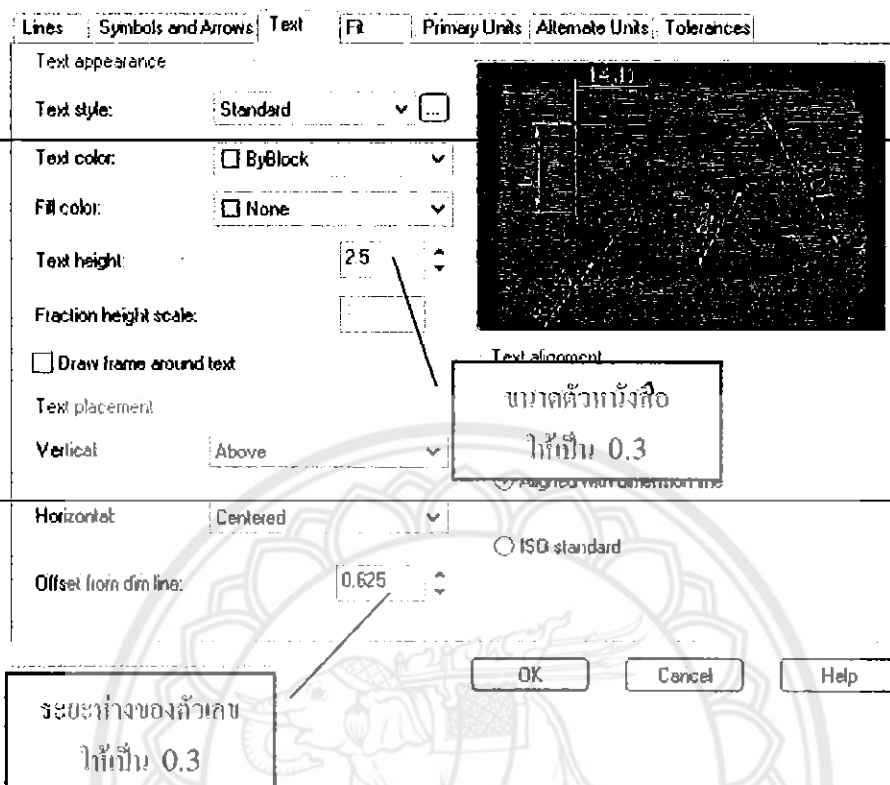 Lines Symbols and Arrows Text Fit Primary Units Alternate Units Tolerances
Text appearance
Text style: Standard ...
Text color: ByBlock
Fill color: None
Text height: 2.5
Fraction height scale:
Draw frame around text
Text placement
Vertical: Above
Horizontal: Centered
Offset from dim line: 0.625
14,11
Text alignment
ขนาดตัวหนังสือ
ให้เป็น 0.3
Aligned with dimension line
ISO standard
OK Cancel Help
ระยะห่างของตัวเลข
ให้เป็น 0.3